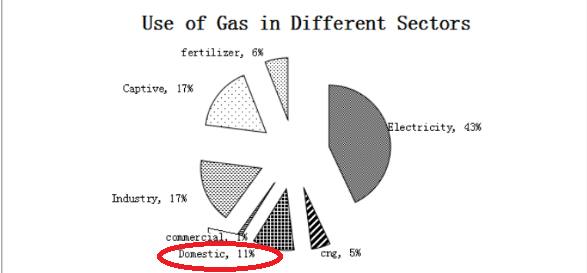 Use of Gas in Different Sectors
fertilizer, 6%
Captive, 17%
Electricity, 43%
Industry, 17%
commercial, 1%
Domestic, 11%
cng, 5%